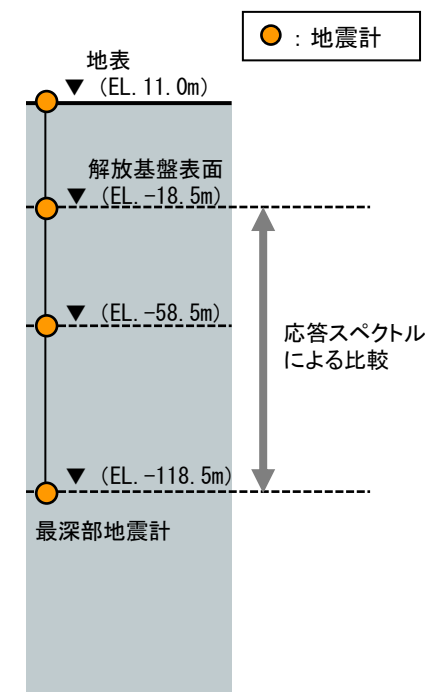 ：地震計
地表
▼ (EL. 11.0m)
解放基盤表面
▼ (EL. -18.5m)
▼ (EL. -58.5m)
応答スペクトル
による比較
▼ (EL. -118.5m)
最深部地震計